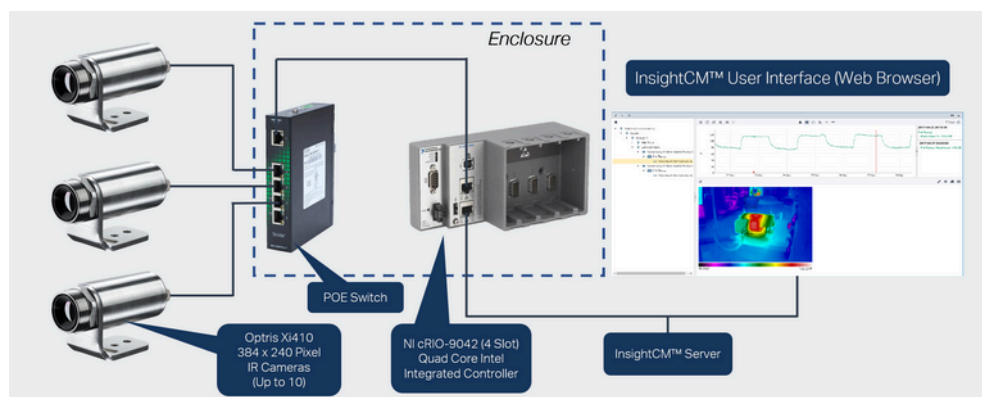 Enclosure
InsightCM™ User Interface (Web Browser)
POE Switch
Optris Xi410
384 x 240 Pixel
IR Cameras
(Up to 10)
NI cRIO-9042 (4 Slot)
Quad Core Intel
Integrated Controller
InsightCM™ Server